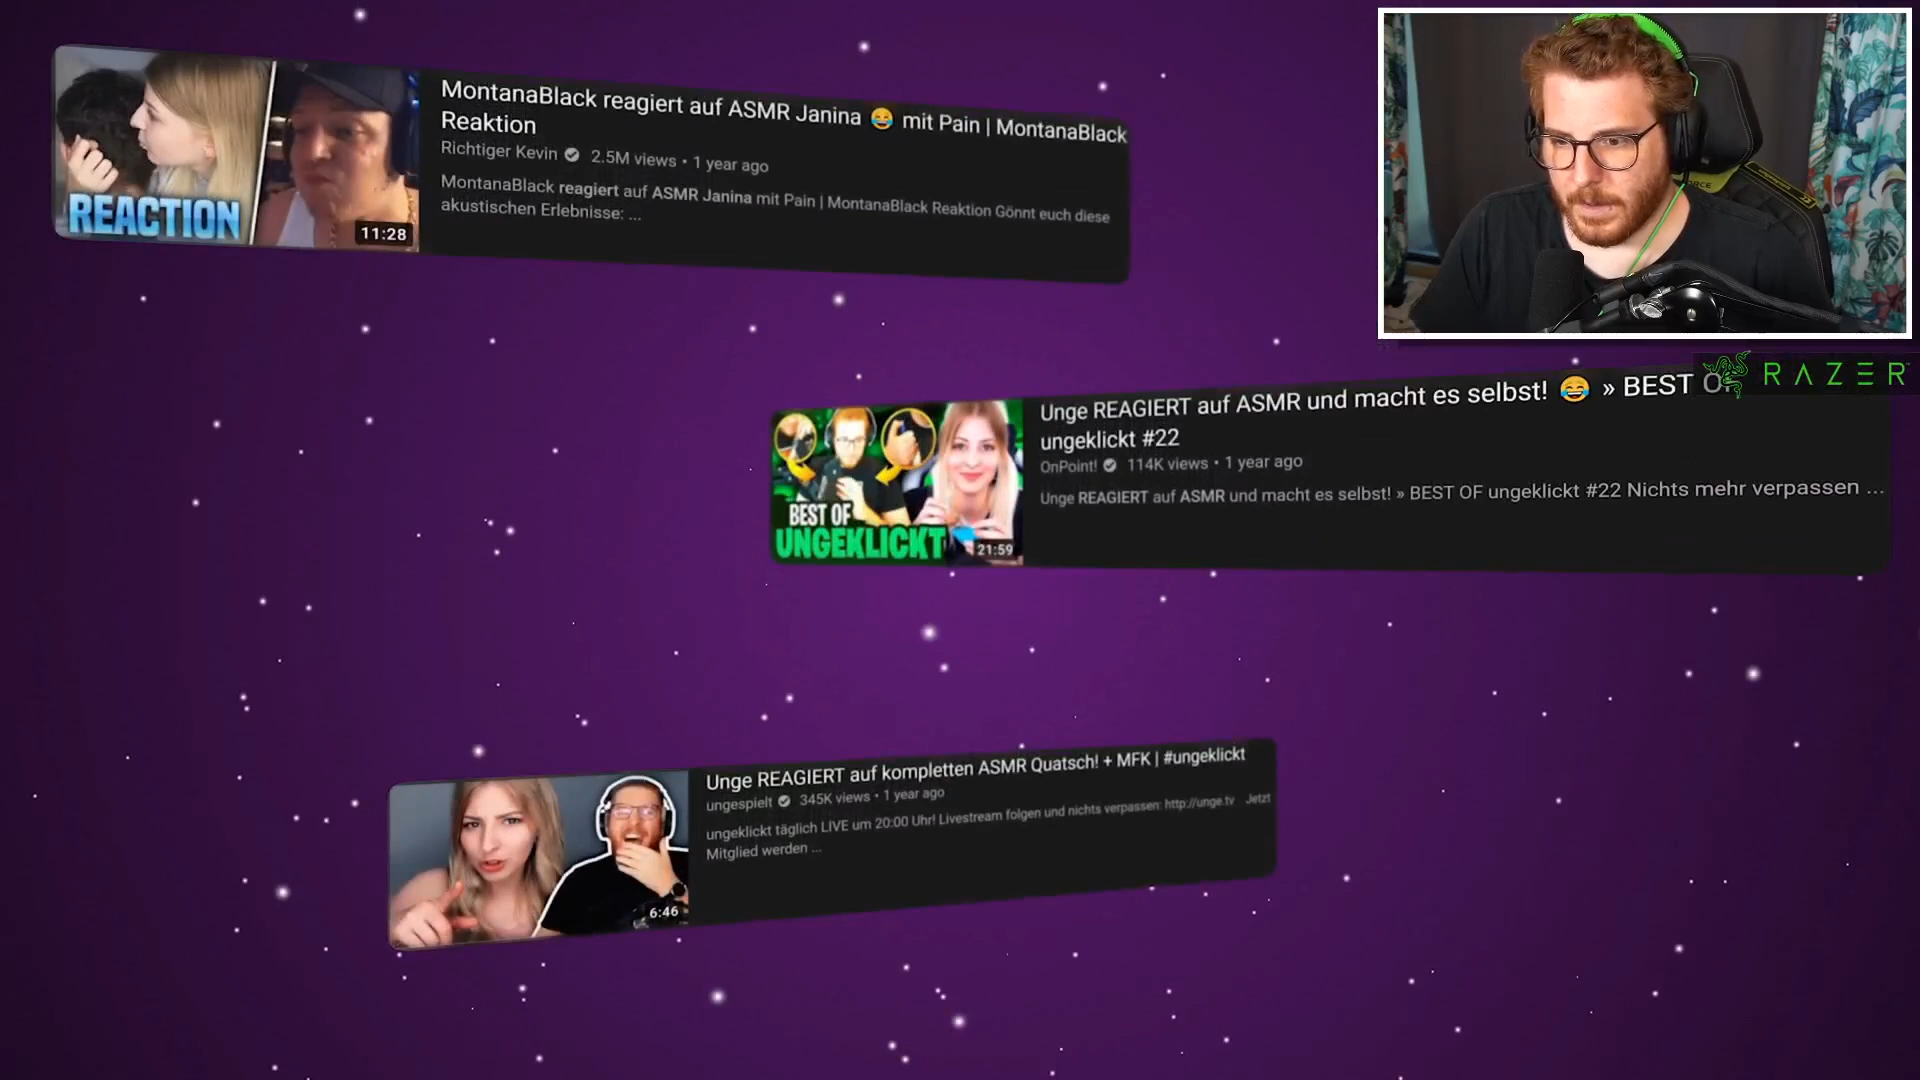 MontanaBlack reagiert auf ASMR Janina 😂 mit Pain | MontanaBlack
Reaktion
Richtiger Kevin 2.5M views • 1 year ago
MontanaBlack reagiert auf ASMR Janina mit Pain | MontanaBlack Reaktion Gönnt euch diese
akustischen Erlebnisse: ...
REACTION
11:28
RAZER
Unge REAGIERT auf ASMR und macht es selbst! 😂 » BEST
ungeklickt #22
OnPoint! 114K views • 1 year ago
Unge REAGIERT auf ASMR und macht es selbst! » BEST OF ungeklickt #22 Nichts mehr verpassen ...
BEST OF
UNGEKLICKT
21:59
Unge REAGIERT auf kompletten ASMR Quatsch! + MFK | #ungeklickt
ungespielt 345K views • 1 year ago
ungeklickt täglich LIVE um 20:00 Uhr! Livestream folgen und nichts verpassen: http://unge.tv Jetzt
Mitglied werden ...
6:46